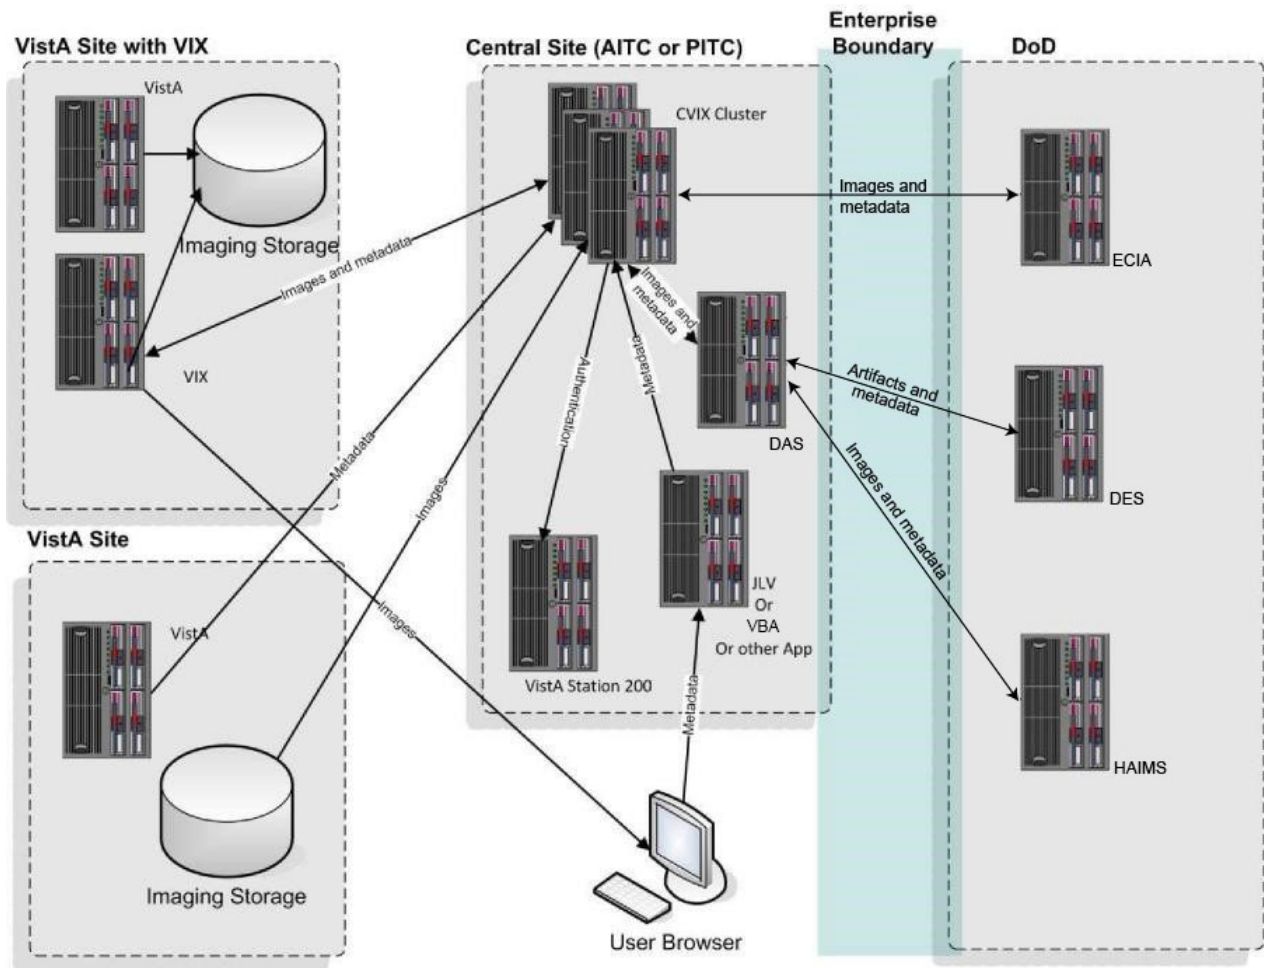 Enterprise
Boundary
VistA Site with VIX
Central Site (AITC or PITC)
DoD
VistA
CVIX Cluster
Images and
metadata
Imaging Storage
ECIA
Images and metadata
Images and
metadata
VIX
Metadata
Authentication
Artifacts and
metadata
DAS
Images and metadata
DES
Metadata
Images
VistA Site
JLV
Or
VBA
Or other App
Images
VistA
VistA Station 200
Metadata
HAIMS
Imaging Storage
User Browser